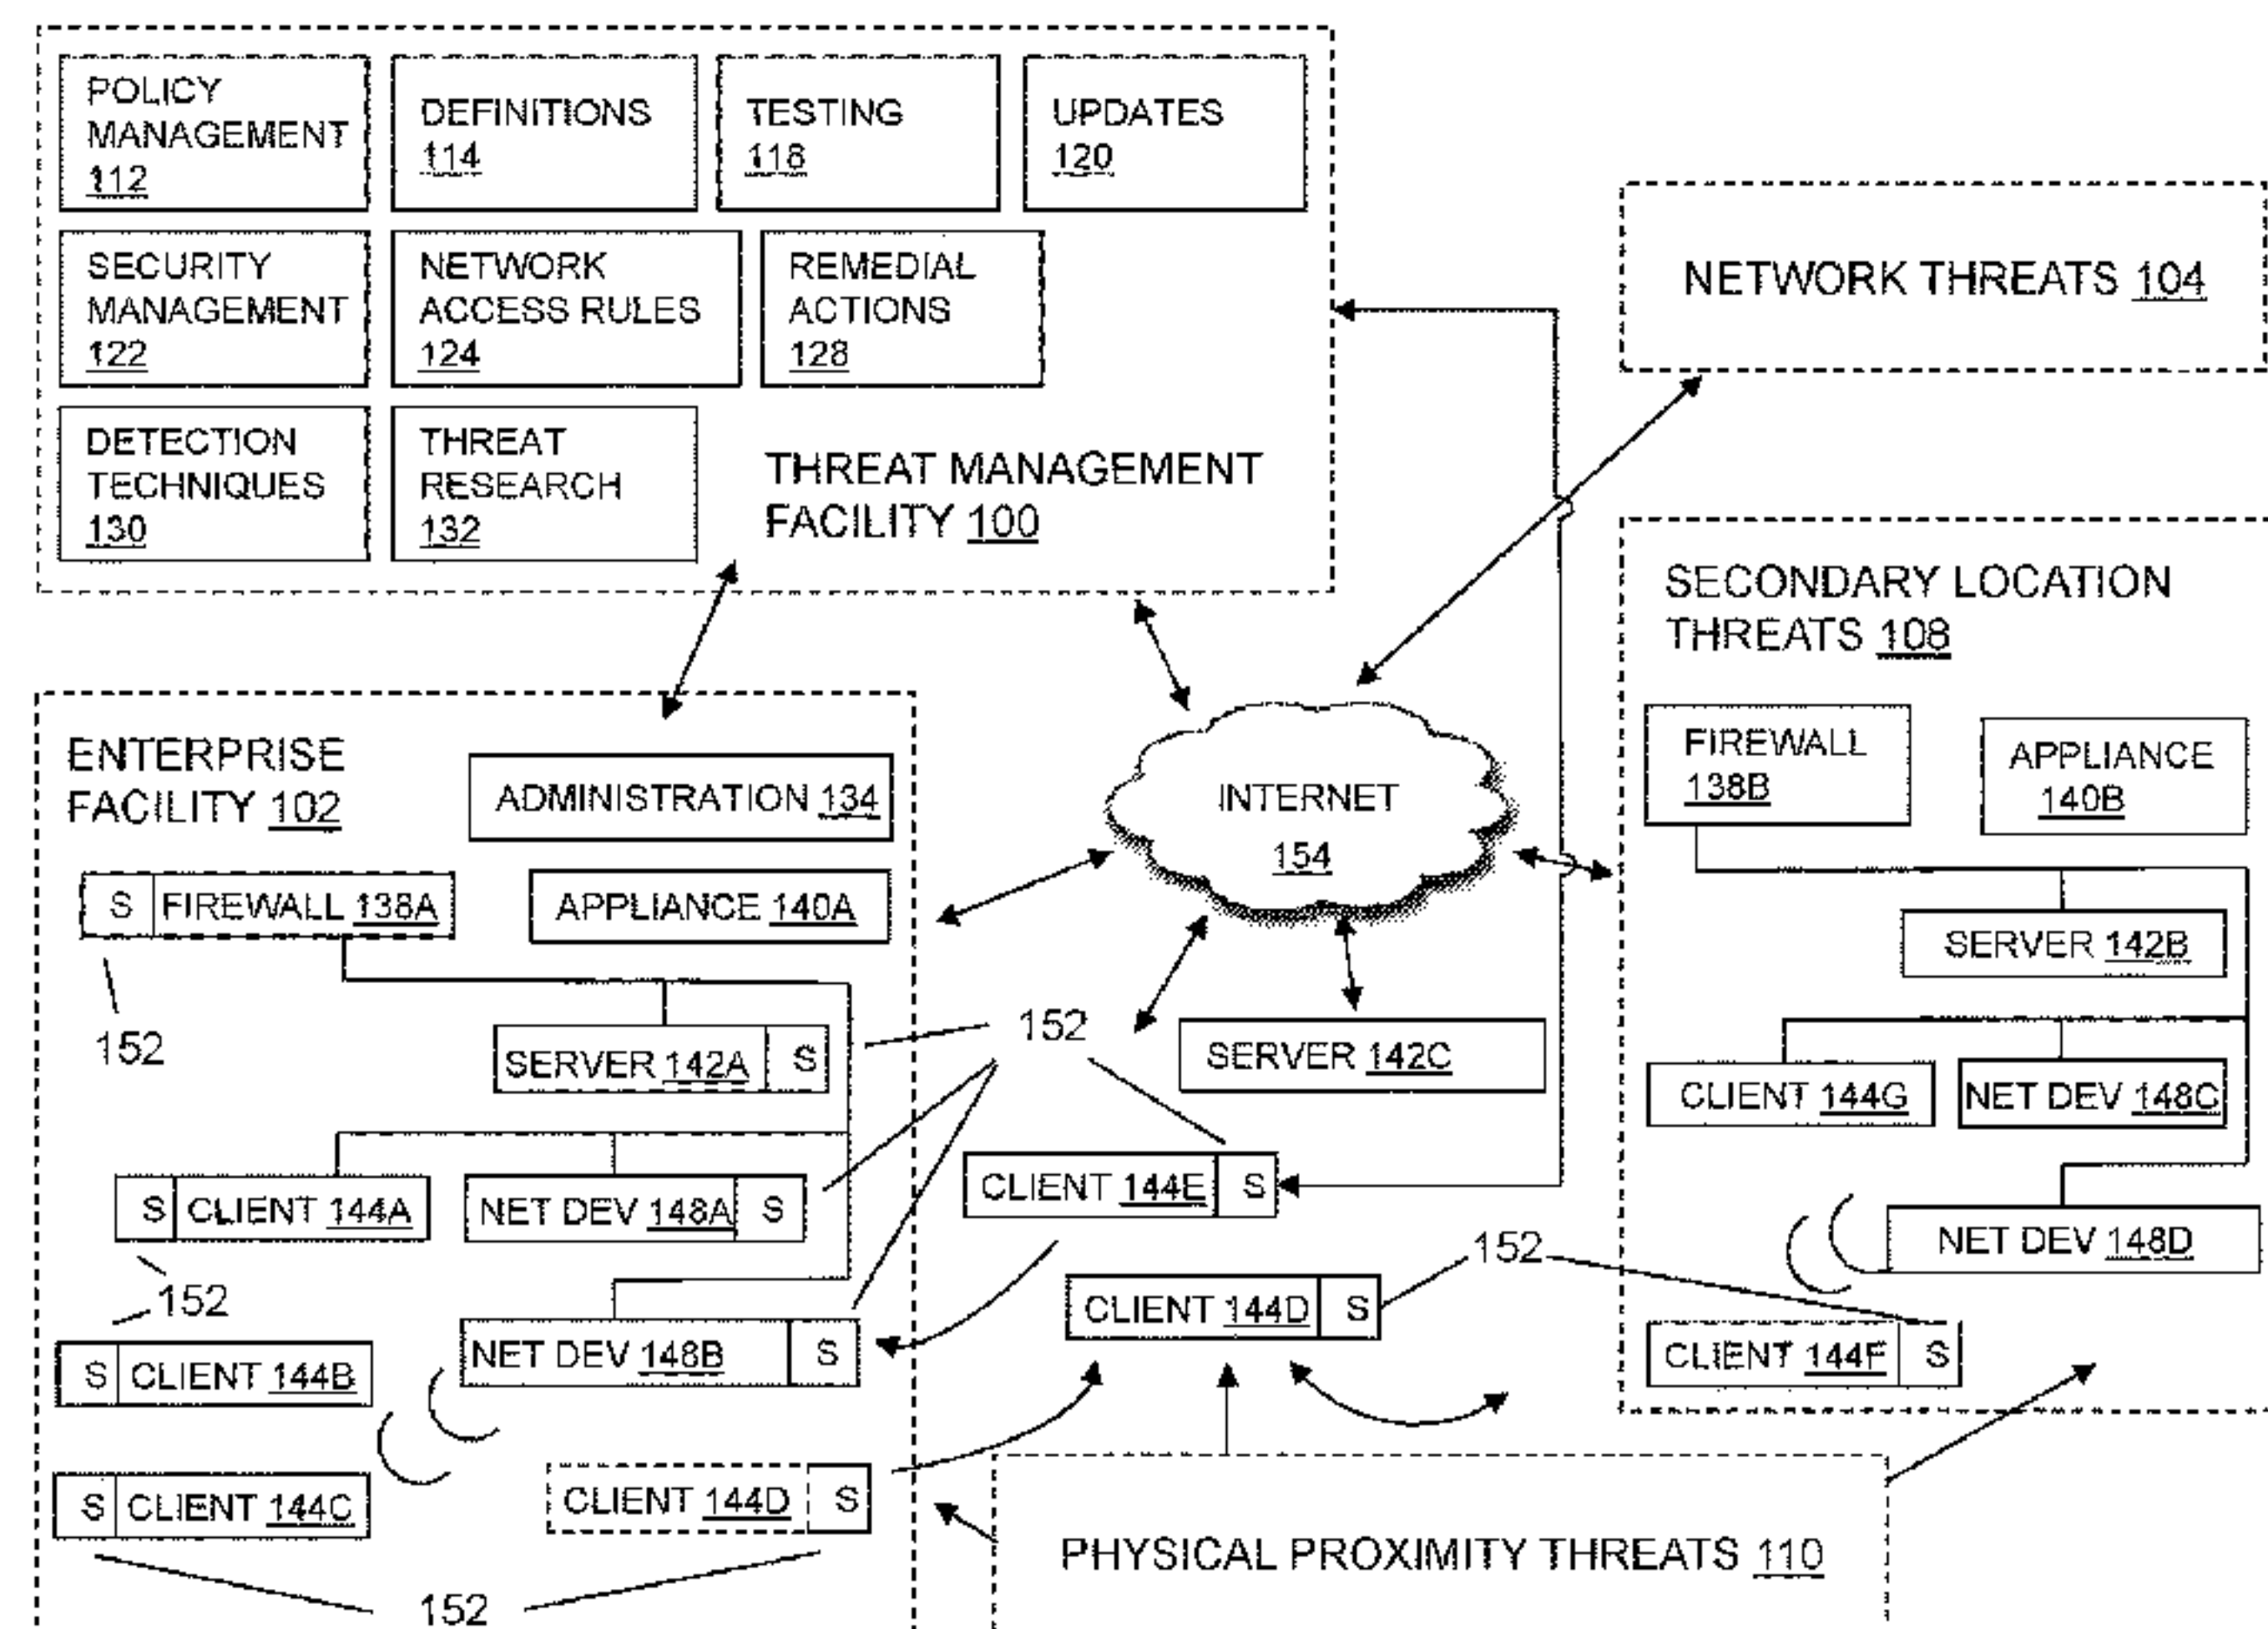 POLICY
MANAGEMENT
112
DEFINITIONS
114
TESTING
118
UPDATES
120
SECURITY
MANAGEMENT
122
NETWORK
ACCESS RULES
124
REMEDIAL
ACTIONS
128
DETECTION
TECHNIQUES
130
THREAT
RESEARCH
132
THREAT MANAGEMENT
FACILITY 100
NETWORK THREATS 104
SECONDARY LOCATION
THREATS 108
FIREWALL
138B
APPLIANCE
140B
SERVER 142B
CLIENT 144G
NET DEV 148C
NET DEV 148D
CLIENT 144F S
INTERNET
154
SERVER 142C
152
CLIENT 144E S
152
CLIENT 144D S
ENTERPRISE
FACILITY 102
ADMINISTRATION 134
S FIREWALL 138A
APPLIANCE 140A
152
SERVER 142A S
S CLIENT 144A
NET DEV 148A S
152
NET DEV 148B S
S CLIENT 144B
S CLIENT 144C
CLIENT 144D S
152
PHYSICAL PROXIMITY THREATS 110